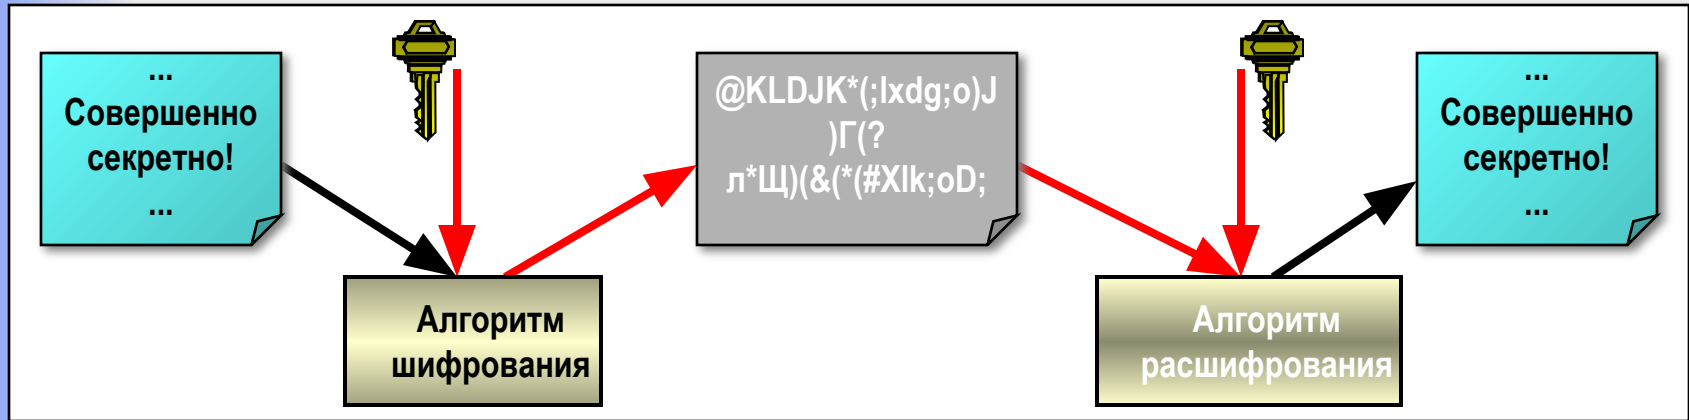 ...
Совершенно
секретно!
...
Алгоритм
шифрования
@KLDJK*(;lxdg;o)J
)Г(?
л*Щ)(&(*(#Xlk;oD;
Алгоритм
расшифрования
...
Совершенно
секретно!
...